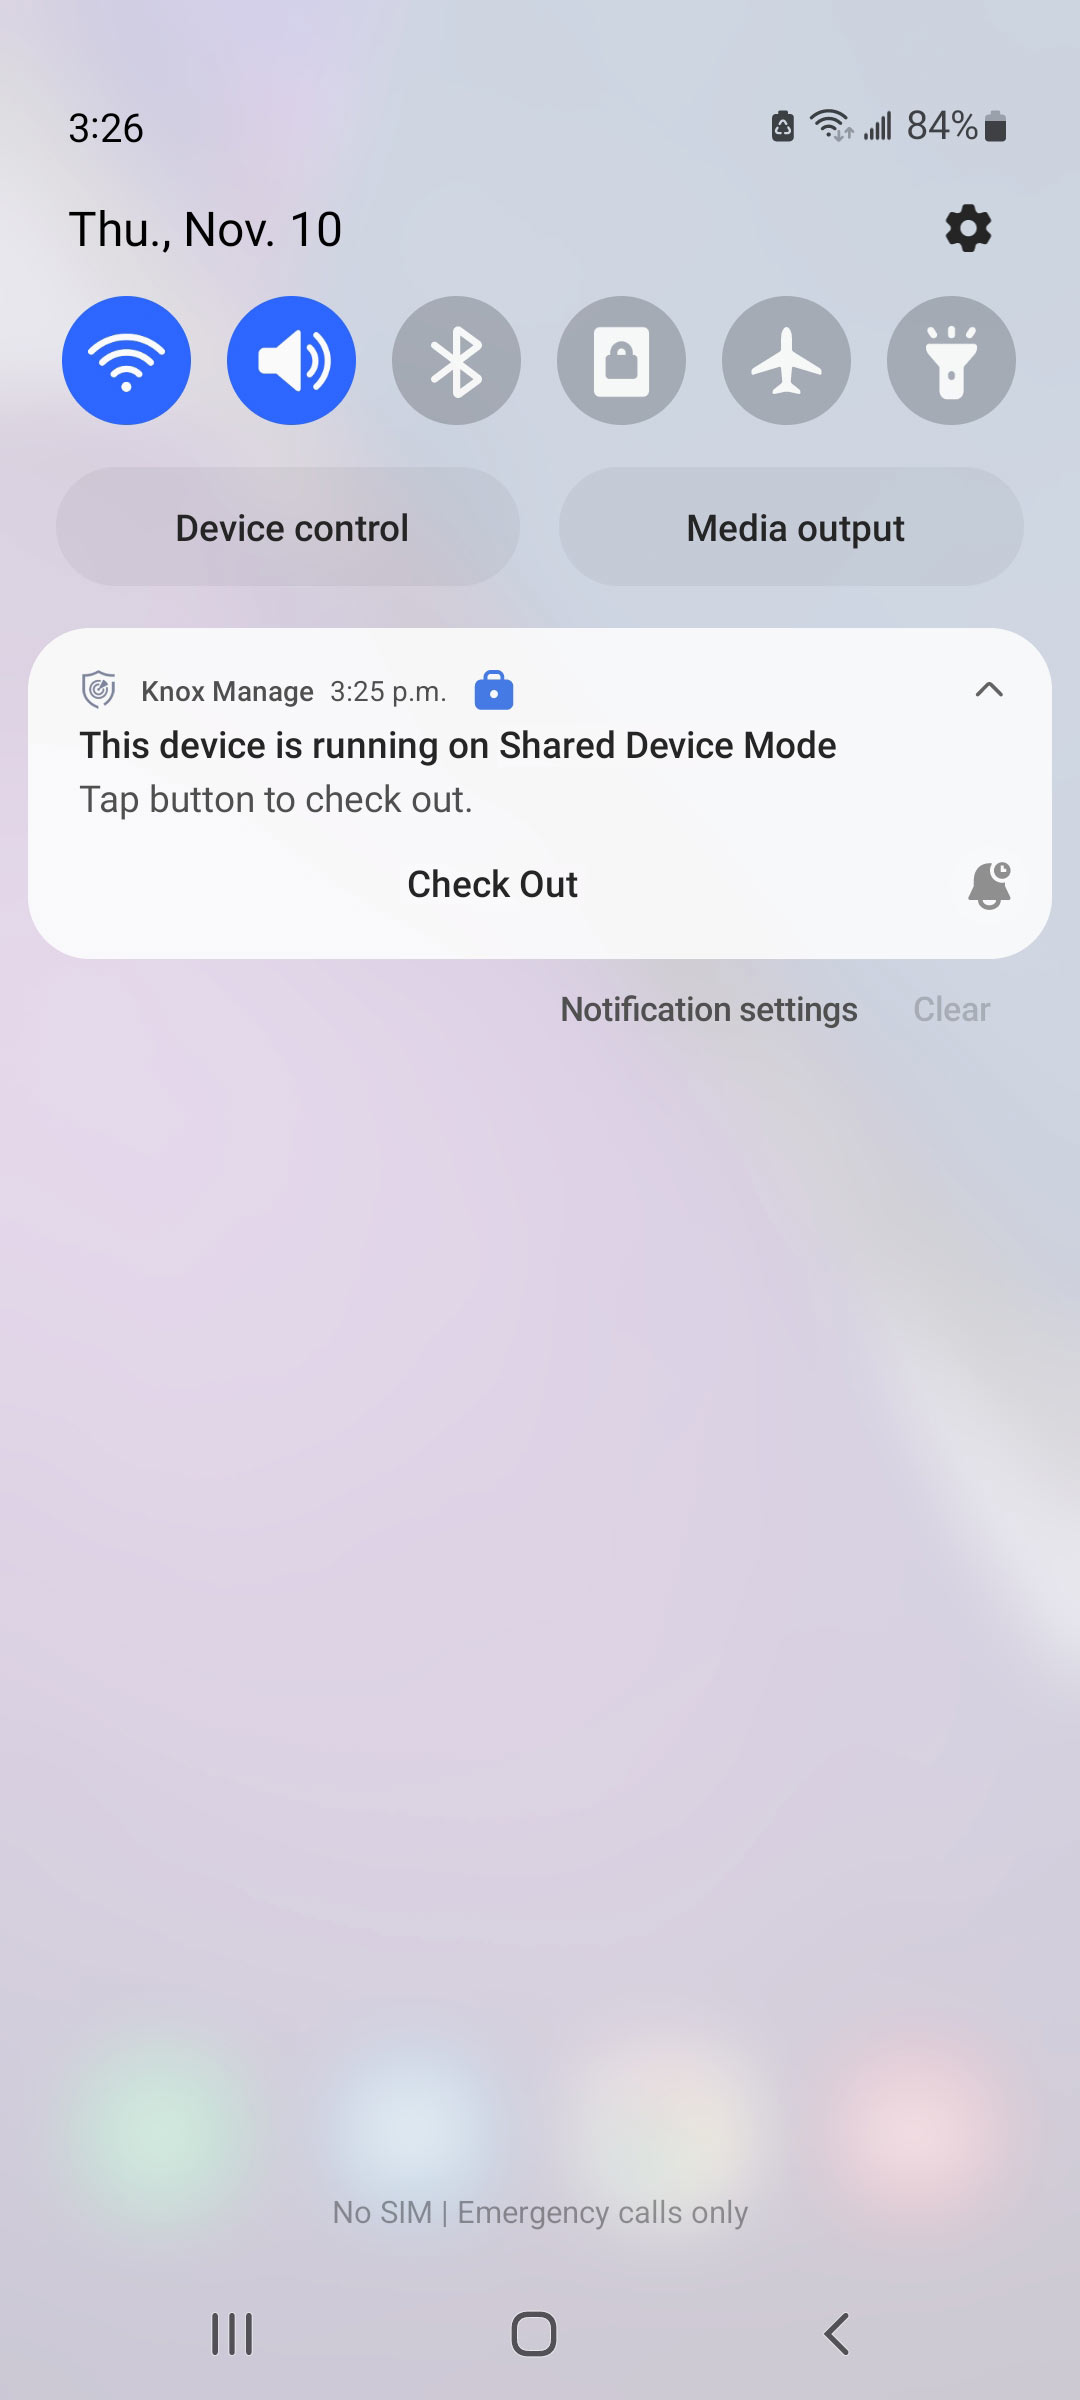 3:26
84%
Thu., Nov. 10
Device control
Media output
Knox Manage 3:25 p.m.
This device is running on Shared Device Mode
Tap button to check out.
Check Out
Notification settings
Clear
No SIM | Emergency calls only